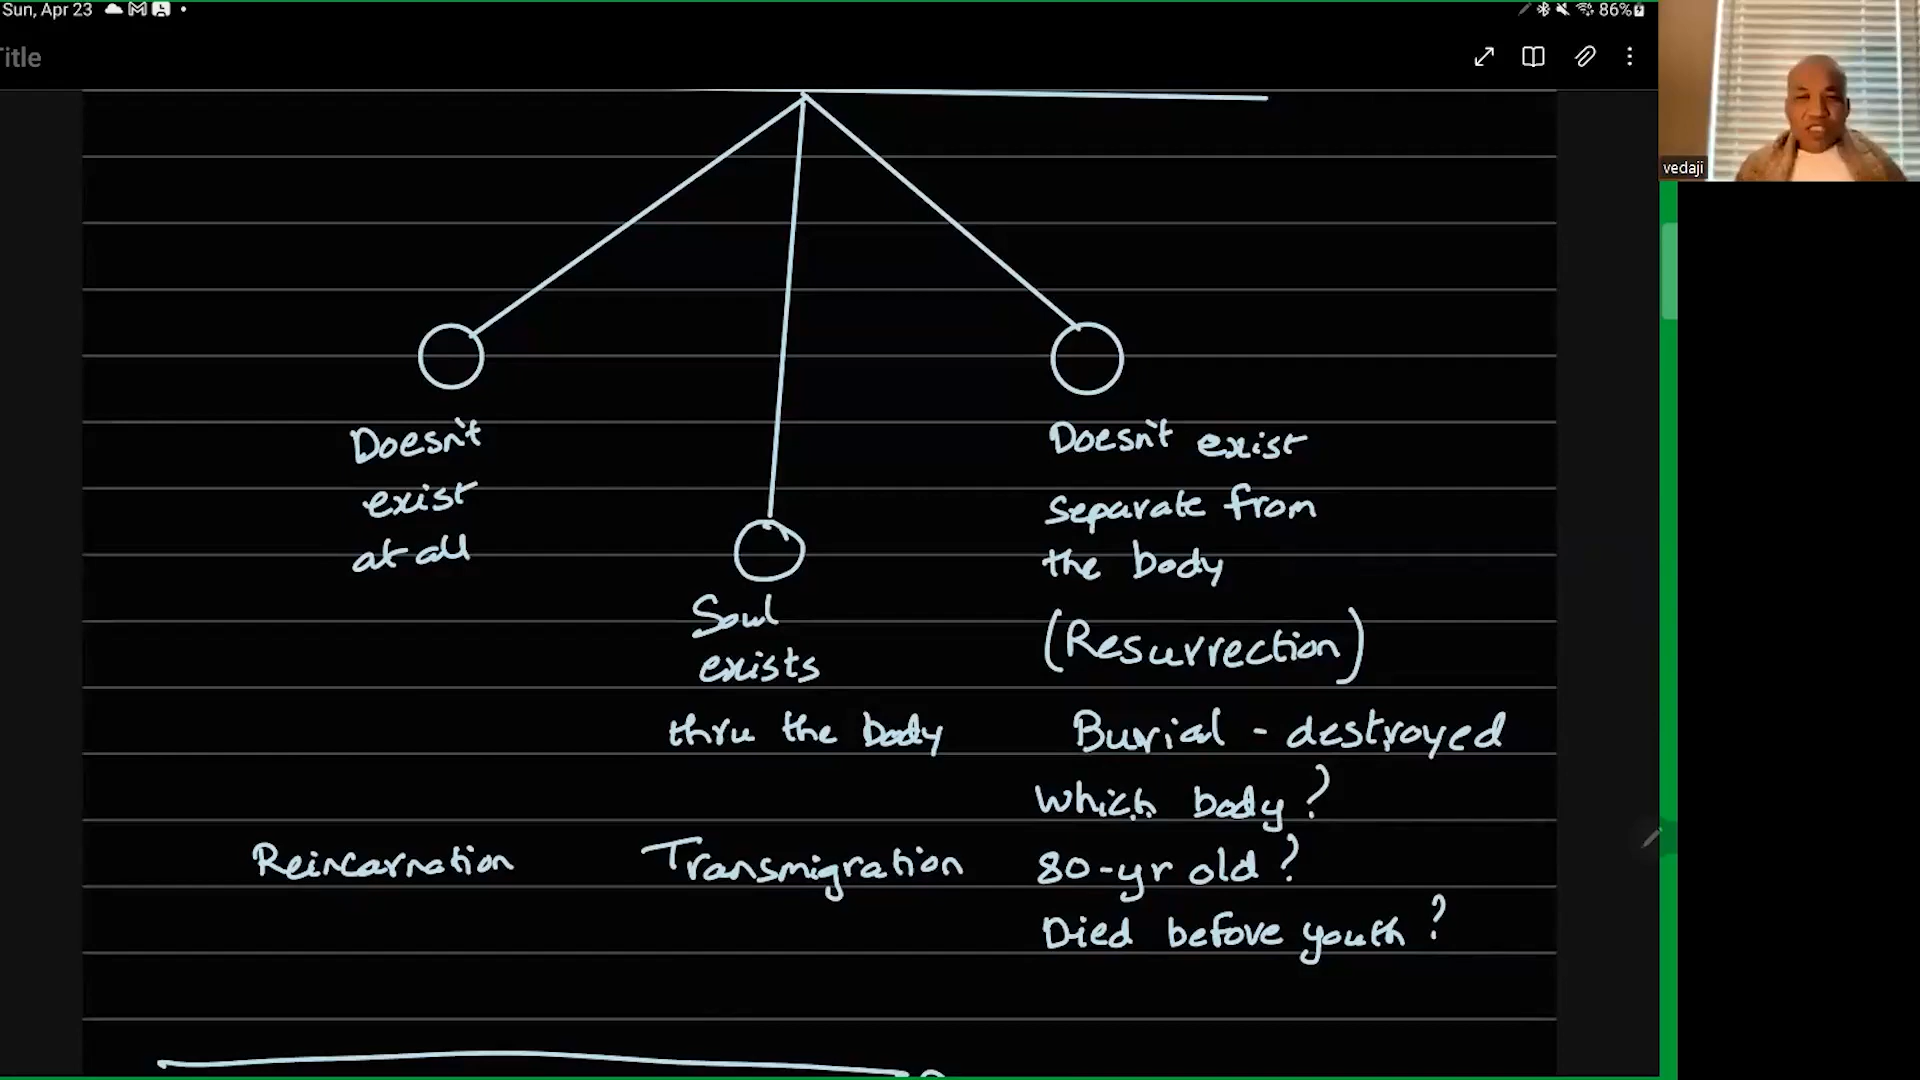 Sun, Apr 23
86%
Title
vedaji
Doesn't
exist
at all
Soul
exists
thru the body
Doesn't exist
separate from
the body
(Resurrection)
Burial - destroyed
Which body?
80-yr old?
Died before youth?
Reincarnation
Transmigration